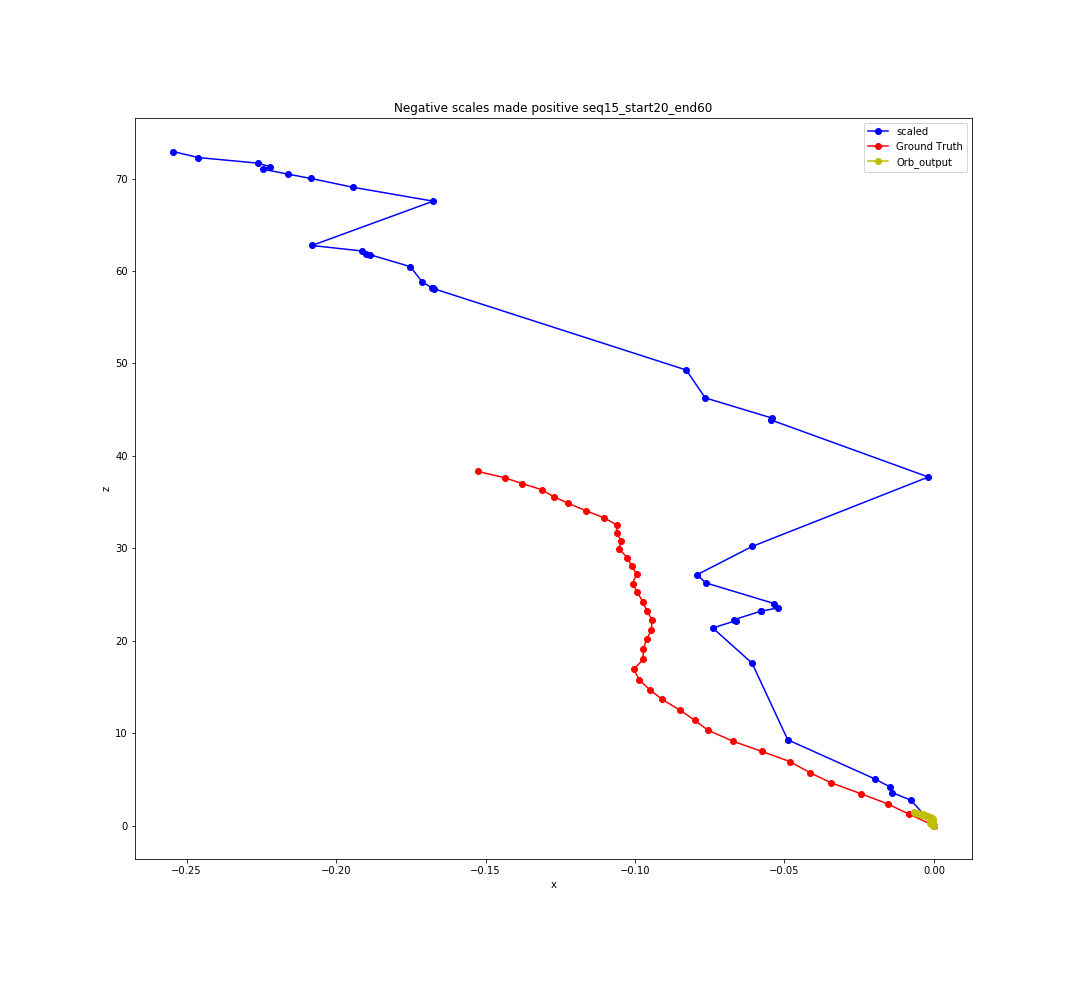 Negative scales made positive seq15_start20_end60
scaled
Ground Truth
Orb_output
70
60
50
40
30
20
10
0
z
−0.25
−0.20
−0.15
−0.10
−0.05
0.00
x